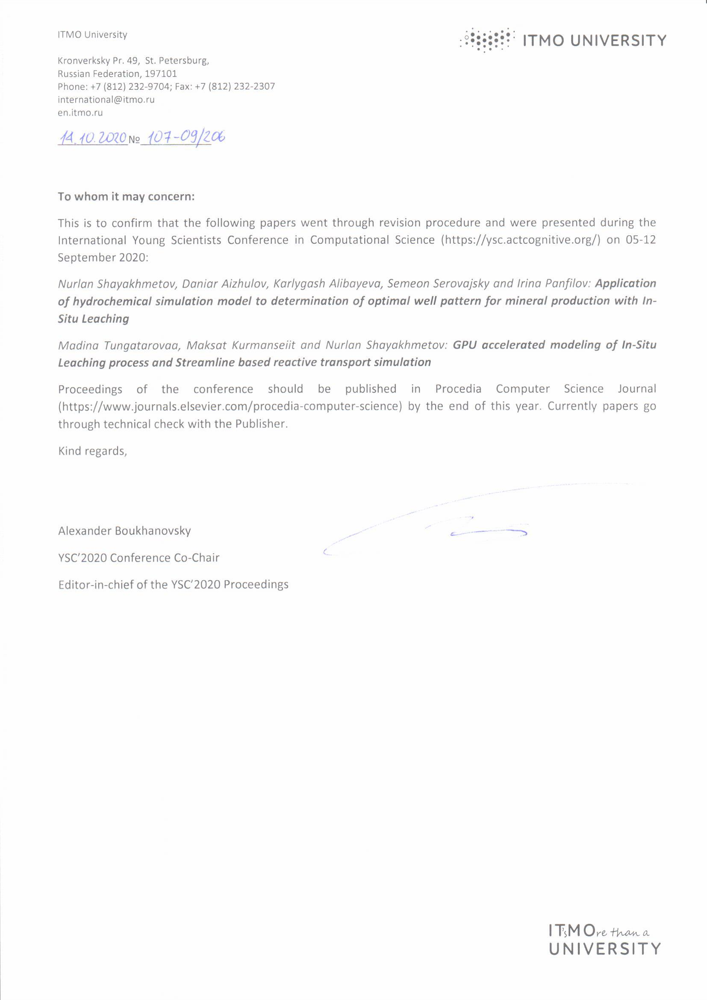 ITMO University
ITMO UNIVERSITY
Kronverksky Pr. 49, St. Petersburg,
Russian Federation, 197101
Phone: +7 (812) 232-9704; Fax: +7 (812) 232-2307
international@itmo.ru
en.itmo.ru
14.10.2020 № 107-09/206
To whom it may concern:
This is to confirm that the following papers went through revision procedure and were presented during the
International Young Scientists Conference in Computational Science (https://ysc.actcognitive.org/) on 05-12
September 2020:
Nurlan Shayakhmetov, Daniar Aizhulov, Karlygash Alibayeva, Semeon Serovajsky and Irina Panfilov: Application
of hydrochemical simulation model to determination of optimal well pattern for mineral production with In-
Situ Leaching
Madina Tungatarovaa, Maksat Kurmanseiit and Nurlan Shayakhmetov: GPU accelerated modeling of In-Situ
Leaching process and Streamline based reactive transport simulation
Proceedings of the conference should be published in Procedia Computer Science Journal
(https://www.journals.elsevier.com/procedia-computer-science) by the end of this year. Currently papers go
through technical check with the Publisher.
Kind regards,
Alexander Boukhanovsky
YSC'2020 Conference Co-Chair
Editor-in-chief of the YSC'2020 Proceedings
IT'sMOre than a
UNIVERSITY